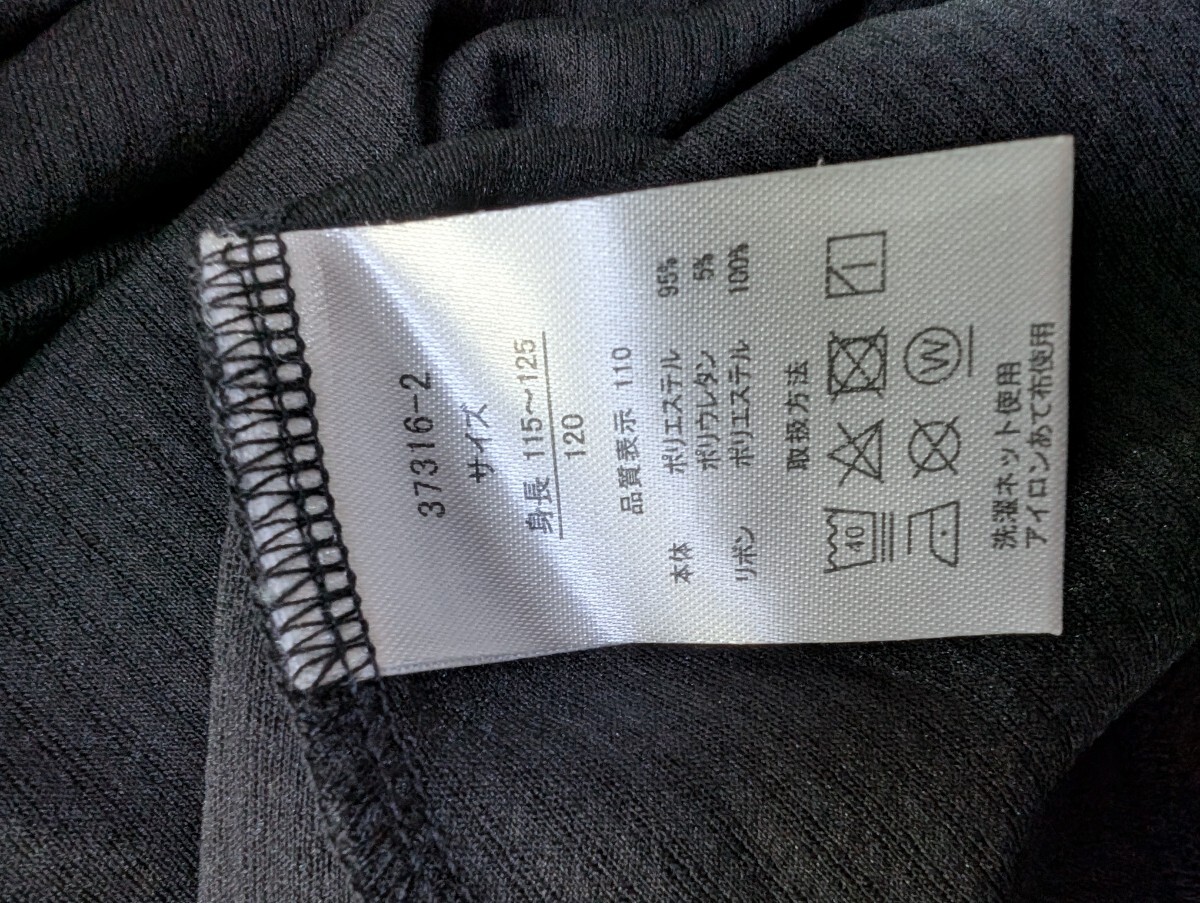 37316-2
サイズ
身長 115～125
120
品質表示 110
本体 ポリエステル 95%
ポリウレタン 5%
リボン ポリエステル 100%
取扱方法
40
W
洗濯ネット使用
アイロンあて布使用